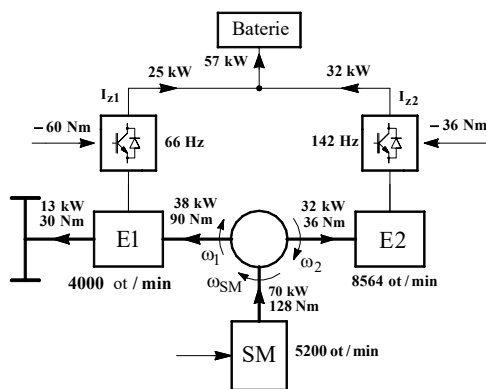 Baterie
57 kW
25 kW
32 kW
Iz1
Iz2
– 60 Nm
66 Hz
142 Hz
– 36 Nm
13 kW
30 Nm
38 kW
90 Nm
32 kW
36 Nm
E1
E2
ω1
ω2
ωSM
4000 ot / min
8564 ot / min
70 kW
128 Nm
SM
5200 ot / min